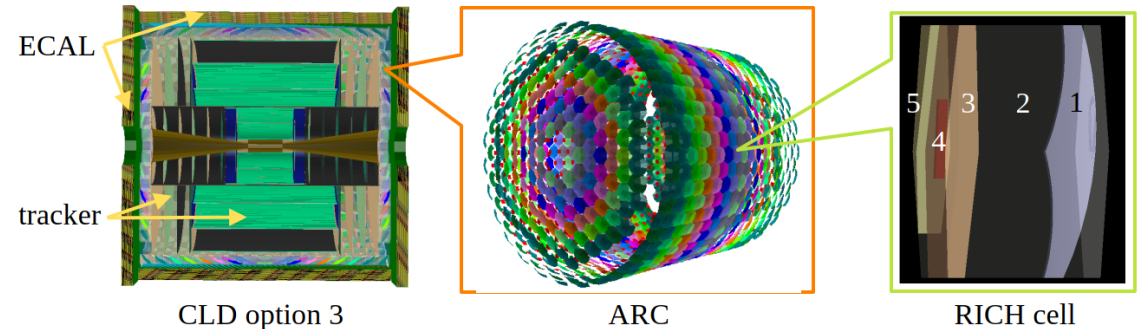 ECAL
tracker
5
4
3
2
1
CLD option 3
ARC
RICH cell